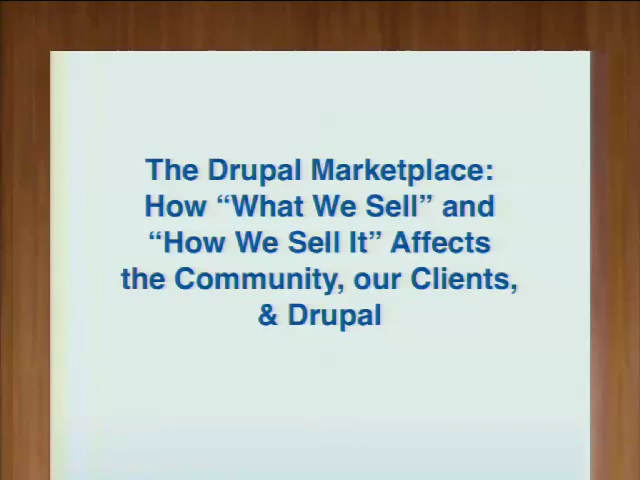 The Drupal Marketplace:
How “What We Sell” and
“How We Sell It” Affects
the Community, our Clients,
& Drupal